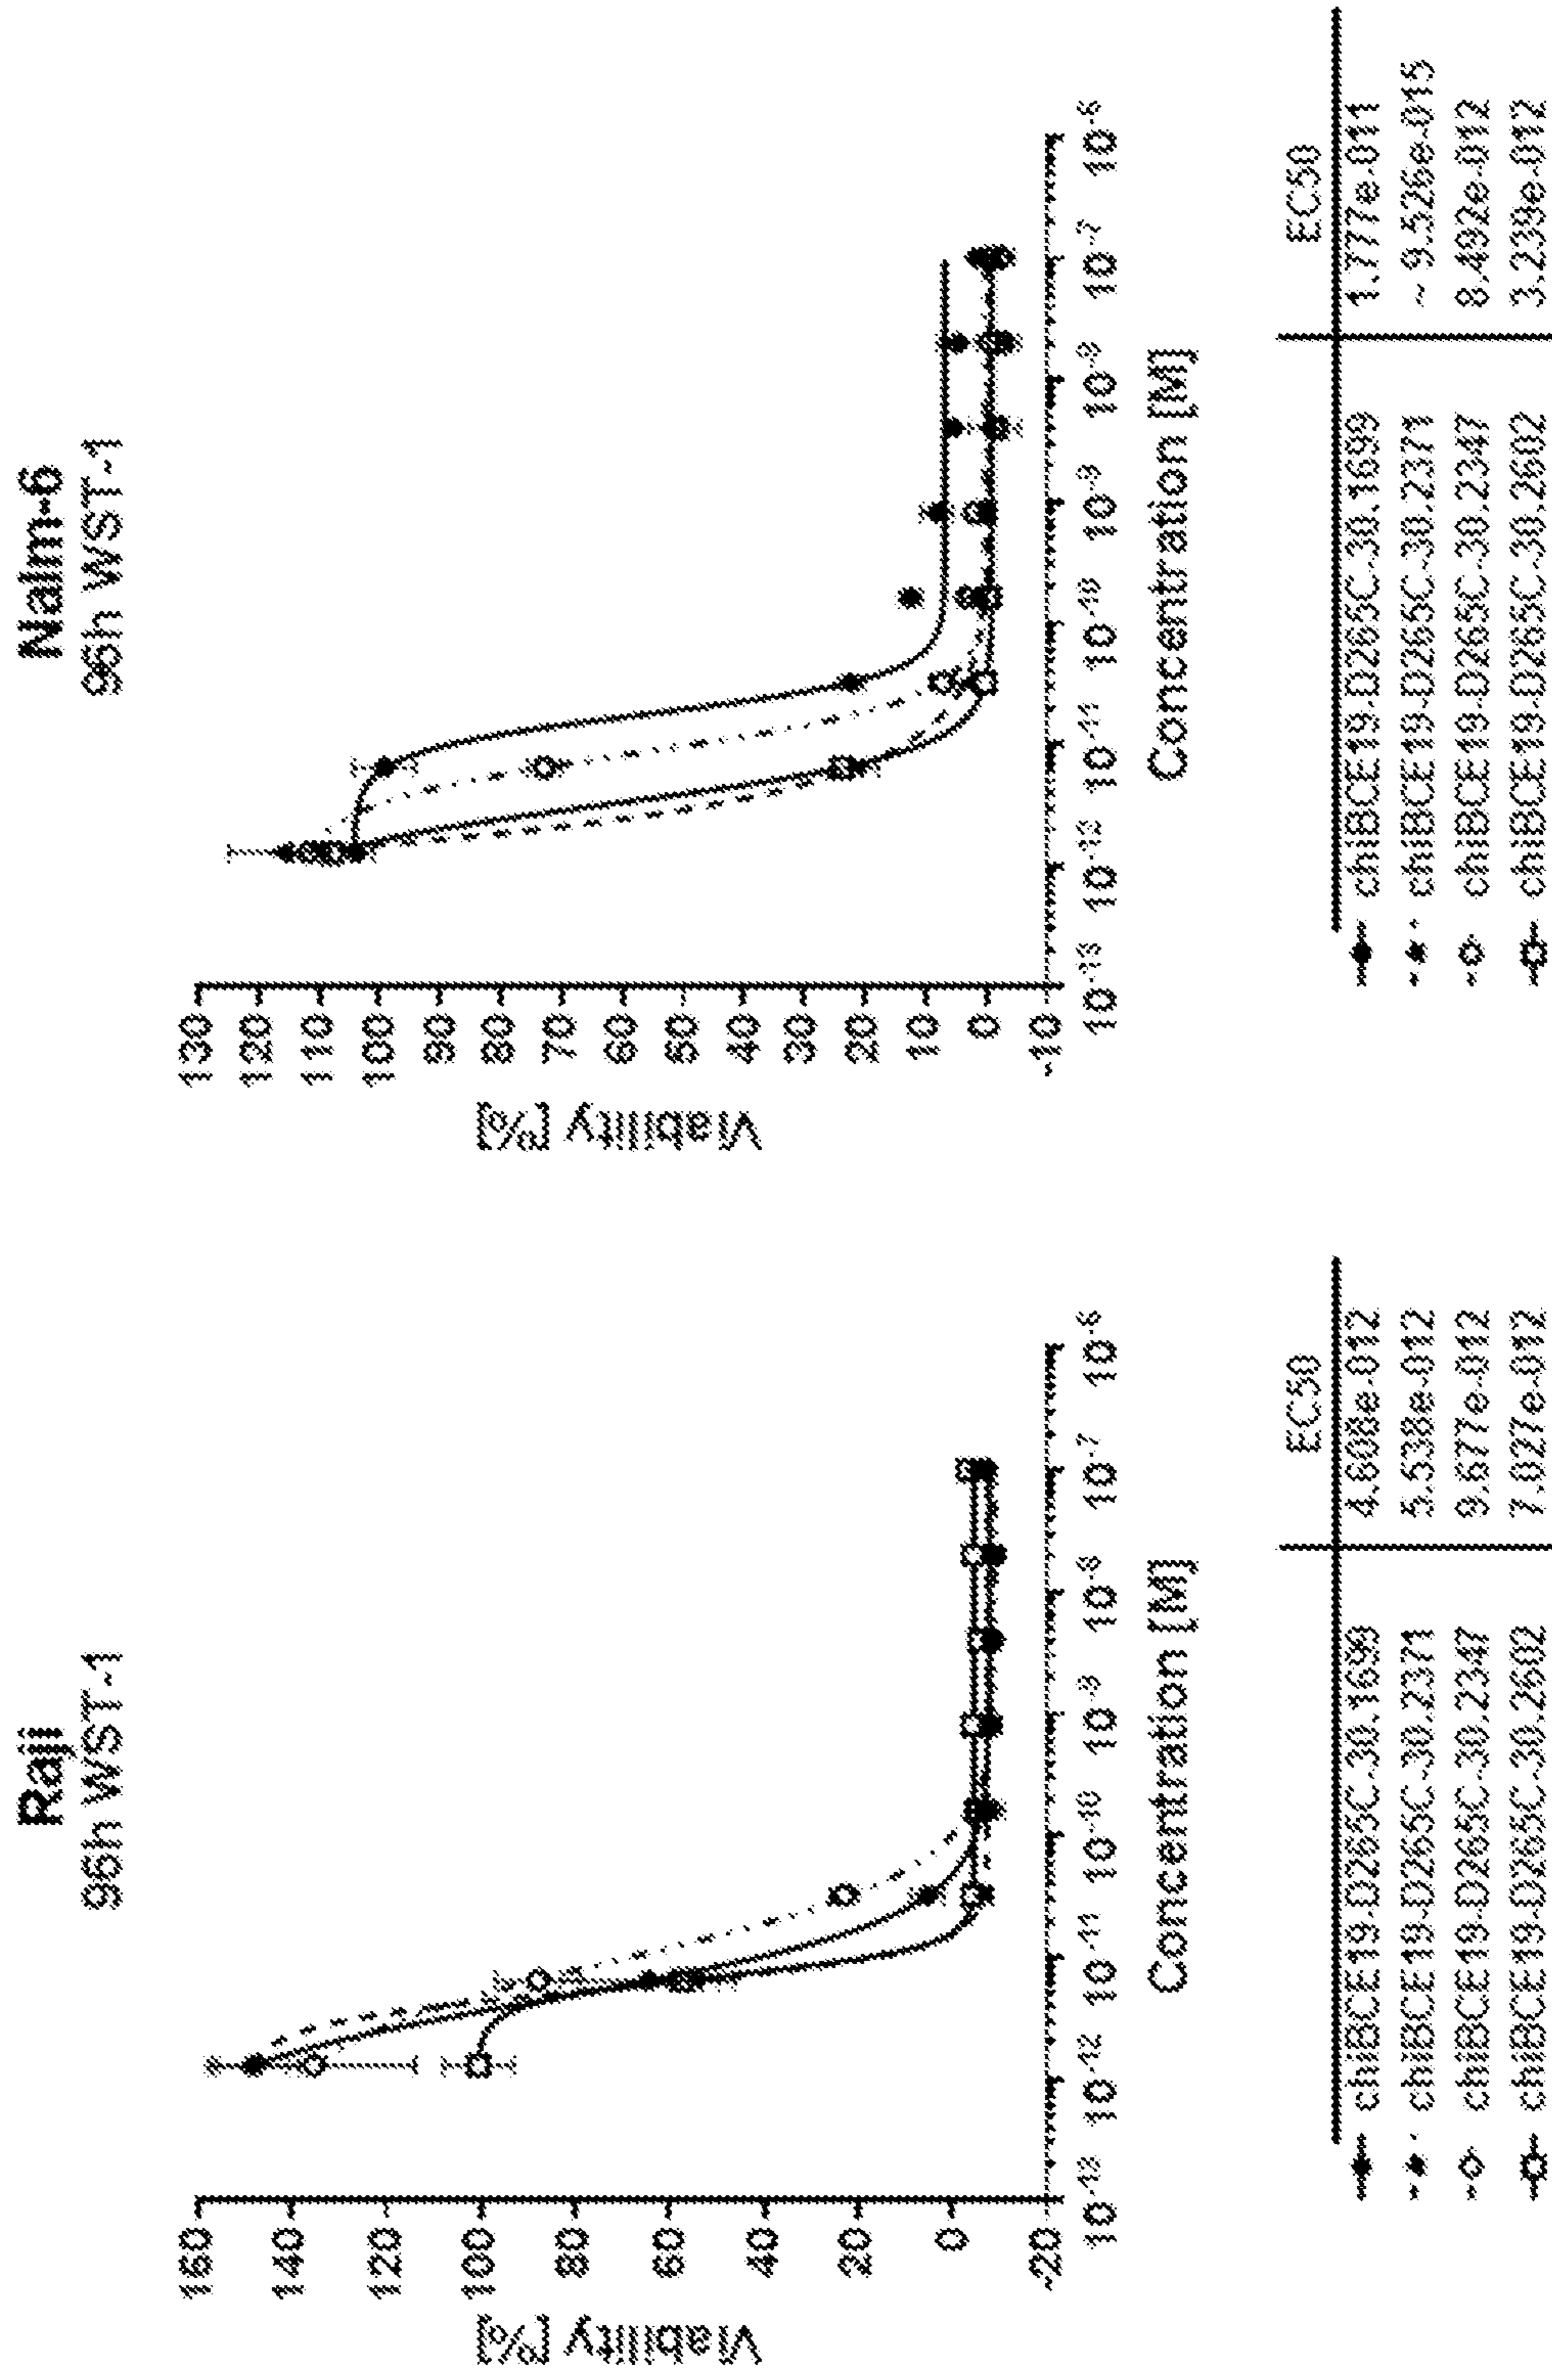 Raji
96h WST-1
Viability [%]
160
140
120
100
80
60
40
20
0
-20
10-13 10-12 10-11 10-10 10-9 10-8 10-7 10-6
Concentration [M]
EC50
chiBCE19-D265C-30.1699 4.608e-012
chiBCE19-D265C-30.2371 5.538e-012
chiBCE19-D265C-30.2347 9.677e-012
chiBCE19-D265C-30.2602 7.027e-012
Nalm-6
96h WST-1
Viability [%]
130
120
110
100
90
80
70
60
50
40
30
20
10
0
-10
10-13 10-12 10-11 10-10 10-9 10-8 10-7 10-6
Concentration [M]
EC50
chiBCE19-D265C-30.1699 1.777e-011
chiBCE19-D265C-30.2371 ~ 9.526e-015
chiBCE19-D265C-30.2347 8.492e-012
chiBCE19-D265C-30.2602 3.239e-012